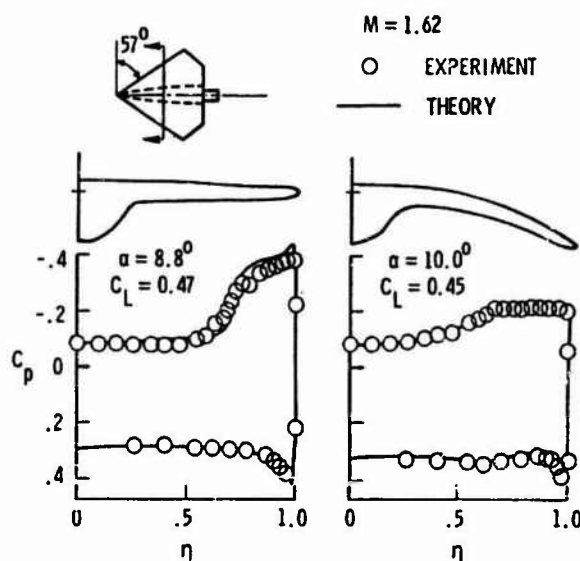 57°
M = 1.62
EXPERIMENT
THEORY
α = 8.8°
C_L = 0.47
-.4
-.2
C_p 0
.2
.4
0 .5 1.0
η
α = 10.0°
C_L = 0.45
0 .5 1.0
η